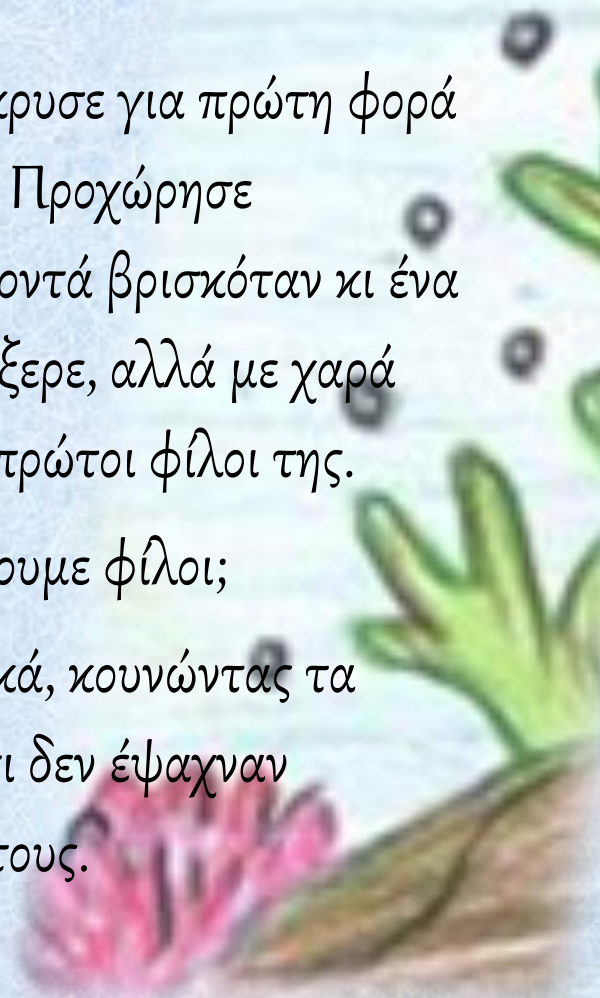 κρυσε για πρώτη φορά
Προχώρησε
οντά βρισκόταν κι ένα
ξερε, αλλά με χαρά
πρώτοι φίλοι της.
ουμε φίλοι;
κά, κουνώντας τα
ι δεν έψαχναν
τους.